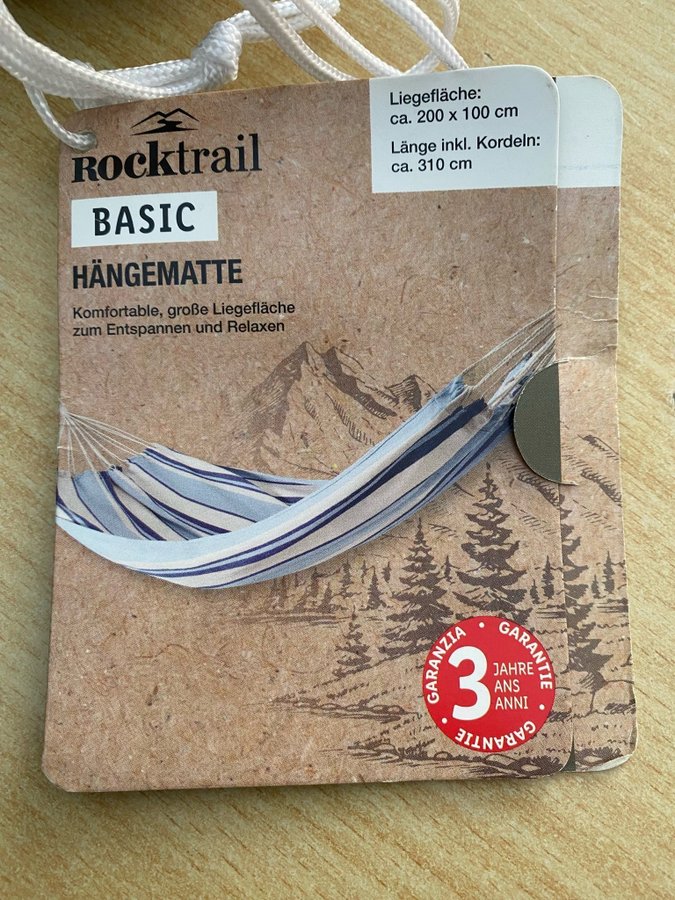 Rocktrail
BASIC
HÄNGEMATTE
Komfortable, große Liegefläche
zum Entspannen und Relaxen
Liegefläche:
ca. 200 x 100 cm
Länge inkl. Kordeln:
ca. 310 cm
GARANZIA • GARANTIE • GARANTIE •
3 JAHRE
ANS
ANNI